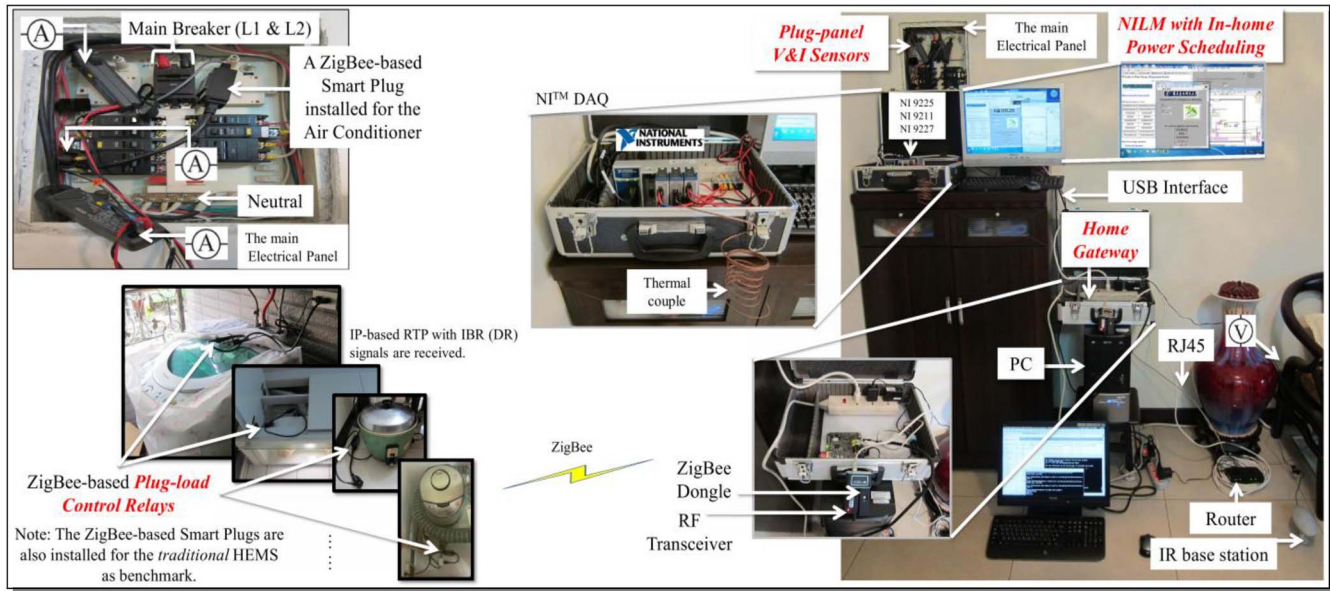 A
Main Breaker (L1 & L2)
A ZigBee-based
Smart Plug
installed for the
Air Conditioner
A
Neutral
A
The main
Electrical Panel
NI™ DAQ
NATIONAL
INSTRUMENTS
Thermal
couple
Plug-panel
V&I Sensors
The main
Electrical Panel
NILM with In-home
Power Scheduling
NI 9225
NI 9211
NI 9227
USB Interface
Home
Gateway
RJ45
V
PC
Router
IR base station
IP-based RTP with IBR (DR)
signals are received.
ZigBee-based Plug-load
Control Relays
Note: The ZigBee-based Smart Plugs are
also installed for the traditional HEMS
as benchmark.
ZigBee
ZigBee
Dongle
RF
Transceiver